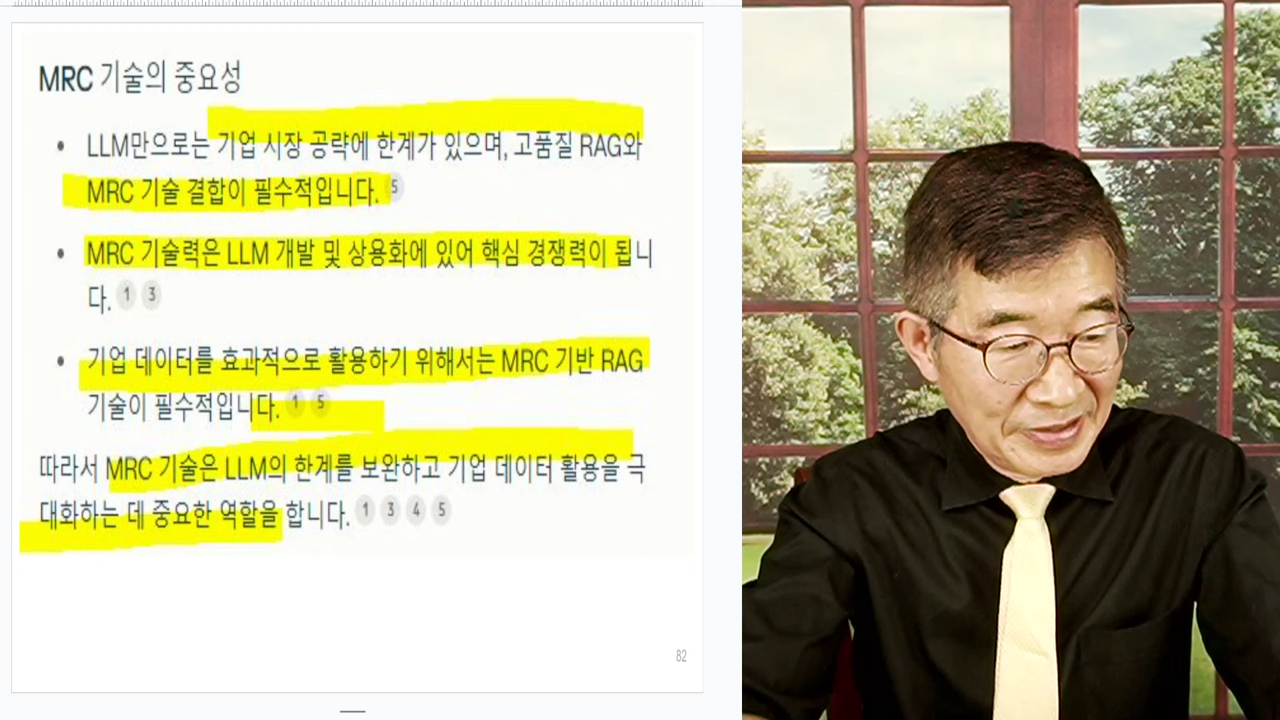 MRC 기술의 중요성
• LLM만으로는 기업 시장 공략에 한계가 있으며, 고품질 RAG와
MRC 기술 결합이 필수적입니다. 5
• MRC 기술력은 LLM 개발 및 상용화에 있어 핵심 경쟁력이 됩니
다. 1 3
• 기업 데이터를 효과적으로 활용하기 위해서는 MRC 기반 RAG
기술이 필수적입니다. 1 5
따라서 MRC 기술은 LLM의 한계를 보완하고 기업 데이터 활용을 극
대화하는 데 중요한 역할을 합니다. 1 3 4 5
82